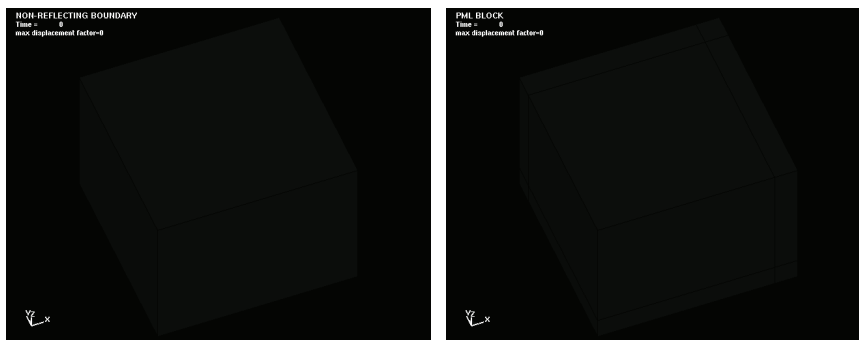 NON-REFLECTING BOUNDARY
Time = 0
max displacement factor=0
Y Z
X
PML BLOCK
Time = 0
max displacement factor=0
Y Z
X